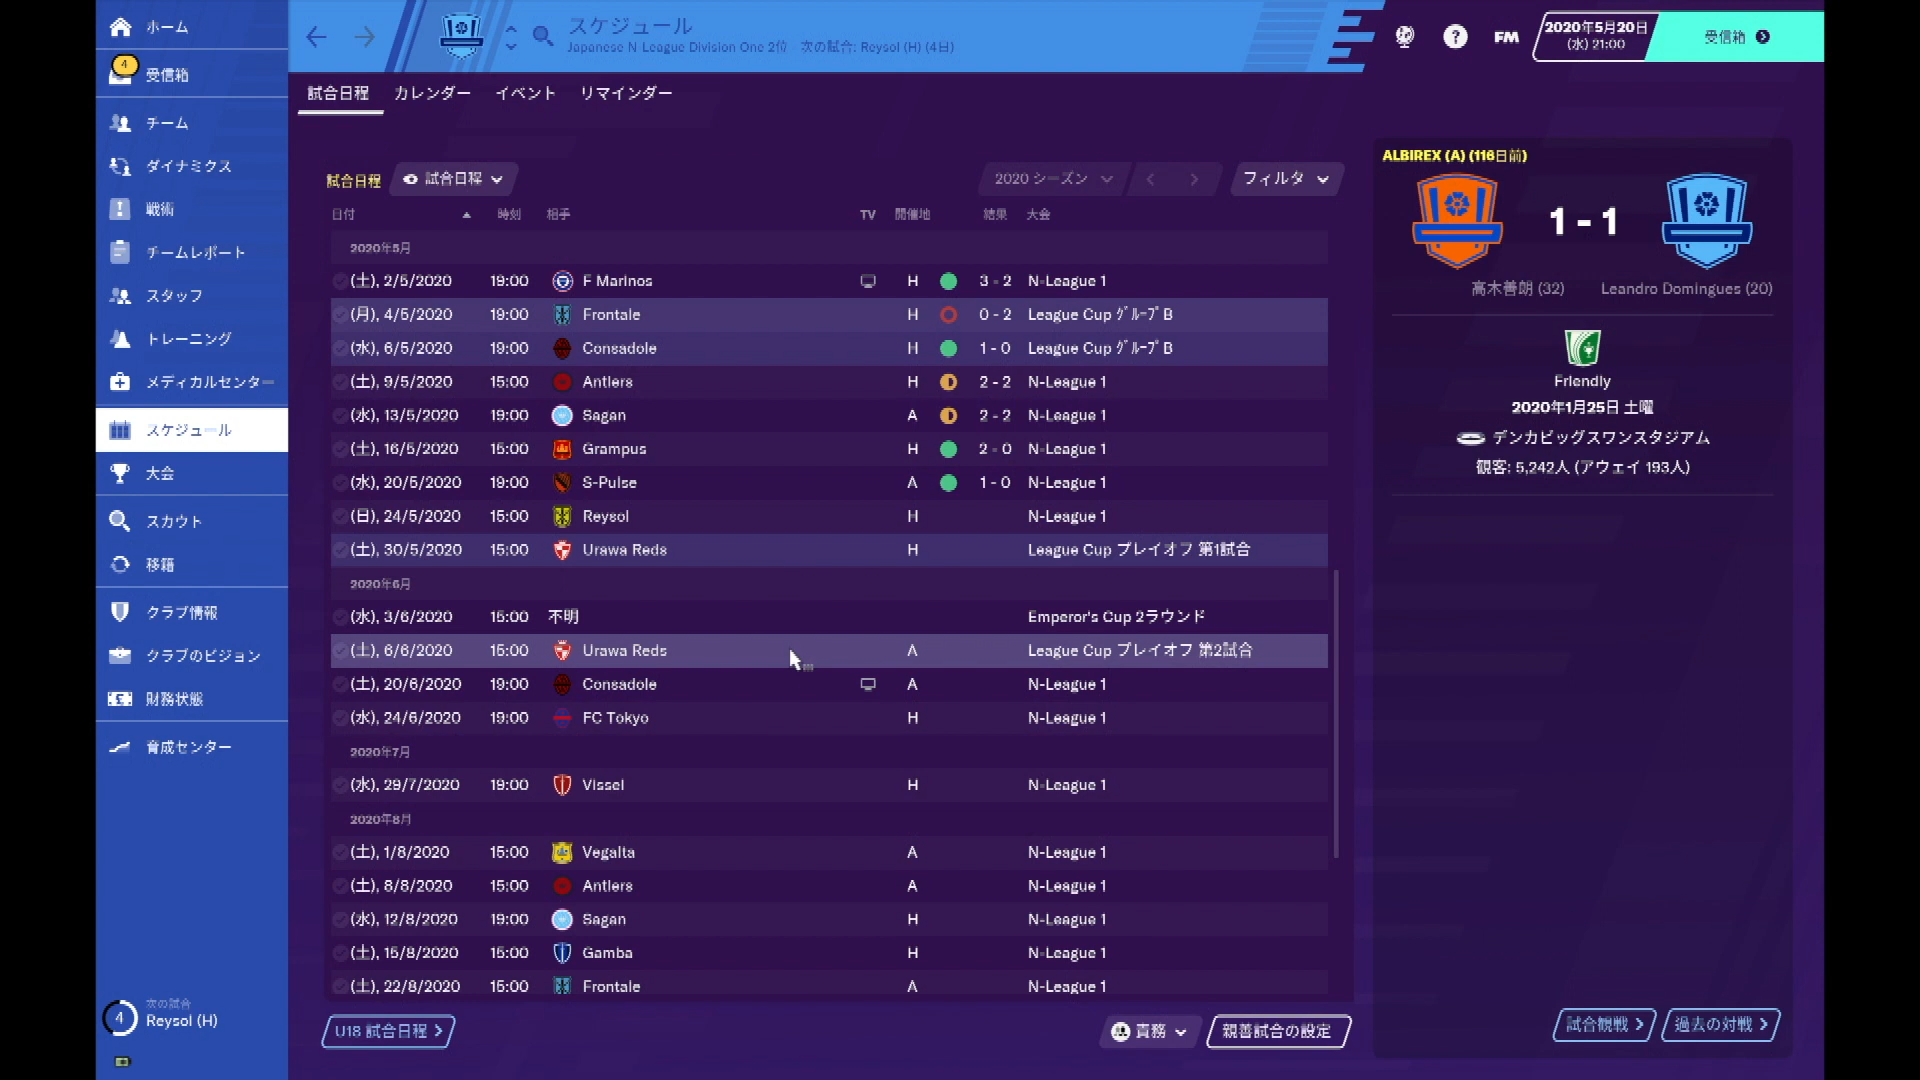 ホーム
4
受信箱
チーム
ダイナミクス
戦術
チームレポート
スタッフ
トレーニング
メディカルセンター
スケジュール
大会
スカウト
移籍
クラブ情報
クラブのビジョン
財務状態
育成センター
次の試合
4 Reysol (H)
スケジュール
Japanese N League Division One 2位 次の試合: Reysol (H) (4日)
? FM
2020年5月20日
(水) 21:00
受信箱
試合日程 カレンダー イベント リマインダー
試合日程 試合日程 2020 シーズン フィルタ
日付 時刻 相手 TV 開催地 結果 大会
2020年5月
(土), 2/5/2020 19:00 F Marinos H 3 - 2 N-League 1
(月), 4/5/2020 19:00 Frontale H 0 - 2 League Cup グループB
(水), 6/5/2020 19:00 Consadole H 1 - 0 League Cup グループB
(土), 9/5/2020 15:00 Antlers H 2 - 2 N-League 1
(水), 13/5/2020 19:00 Sagan A 2 - 2 N-League 1
(土), 16/5/2020 15:00 Grampus H 2 - 0 N-League 1
(水), 20/5/2020 19:00 S-Pulse A 1 - 0 N-League 1
(日), 24/5/2020 15:00 Reysol H N-League 1
(土), 30/5/2020 15:00 Urawa Reds H League Cup プレイオフ 第1試合
2020年6月
(水), 3/6/2020 15:00 不明 Emperor's Cup 2ラウンド
(土), 6/6/2020 15:00 Urawa Reds A League Cup プレイオフ 第2試合
(土), 20/6/2020 19:00 Consadole A N-League 1
(水), 24/6/2020 19:00 FC Tokyo H N-League 1
2020年7月
(水), 29/7/2020 19:00 Vissel H N-League 1
2020年8月
(土), 1/8/2020 15:00 Vegalta A N-League 1
(土), 8/8/2020 15:00 Antlers A N-League 1
(水), 12/8/2020 19:00 Sagan H N-League 1
(土), 15/8/2020 15:00 Gamba H N-League 1
(土), 22/8/2020 15:00 Frontale A N-League 1
U18 試合日程 責務 親善試合の設定
ALBIREX (A) (116日前)
1 - 1
高木善朗 (32) Leandro Domingues (20)
Friendly
2020年1月25日 土曜
デンカビッグスワンスタジアム
観客: 5,242人 (アウェイ 193人)
試合観戦 過去の対戦